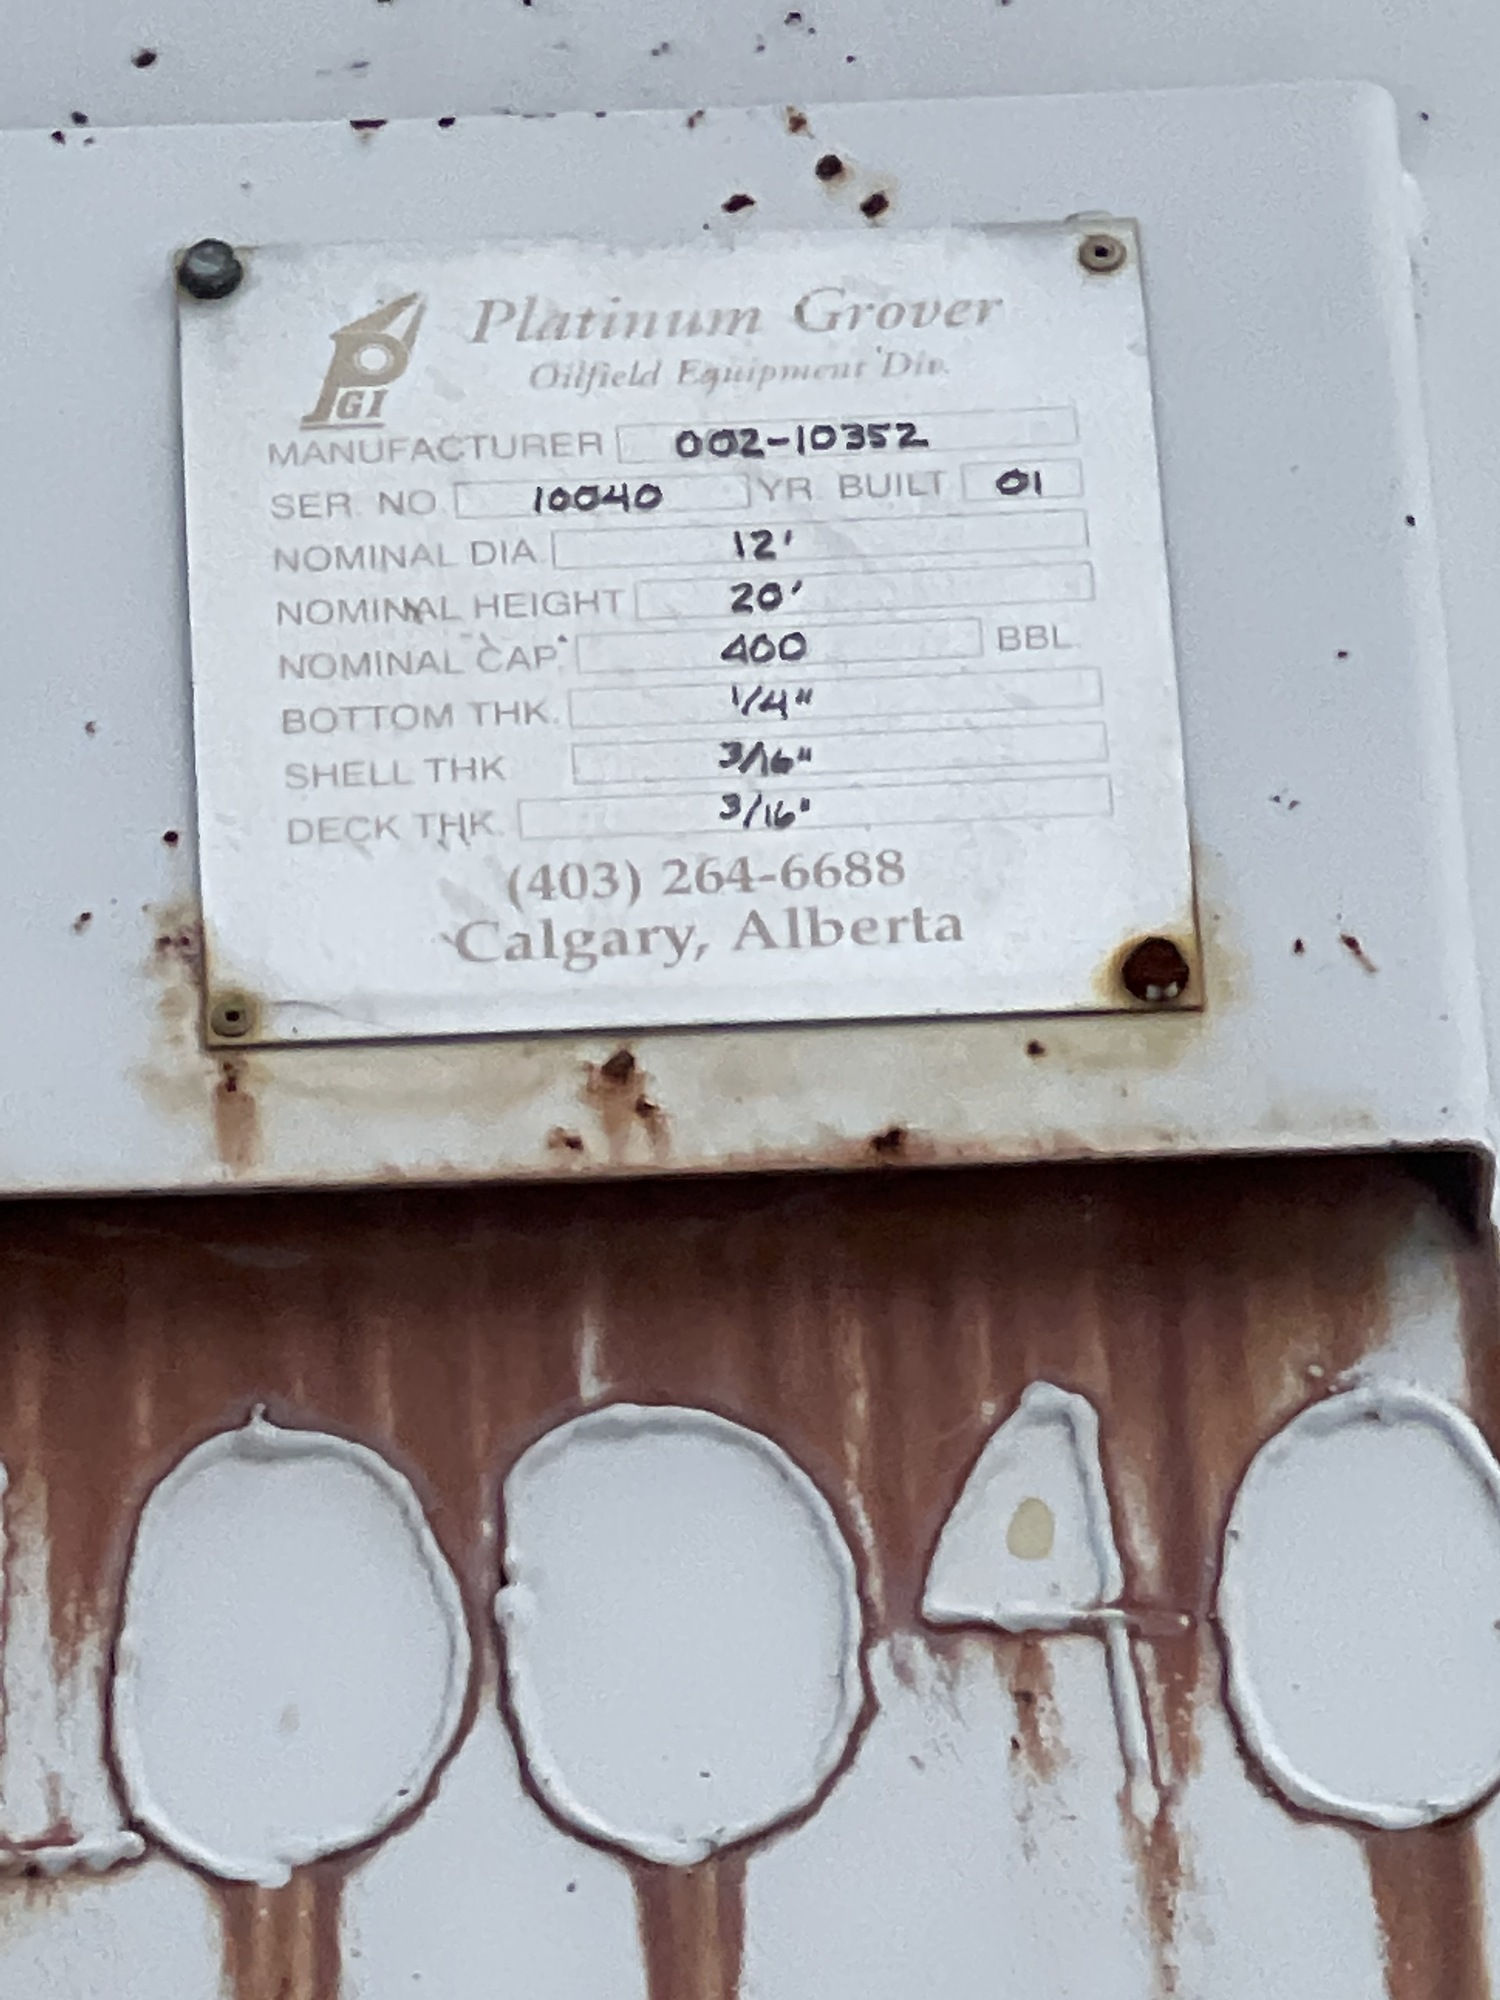 Platinum Grover
PGI
Oilfield Equipment Div.
MANUFACTURER 002-10352
SER. NO. 10040 YR. BUILT 01
NOMINAL DIA. 12'
NOMINAL HEIGHT 20'
NOMINAL CAP. 400 BBL.
BOTTOM THK. 1/4"
SHELL THK 3/16"
DECK THK. 3/16"
(403) 264-6688
Calgary, Alberta
10040